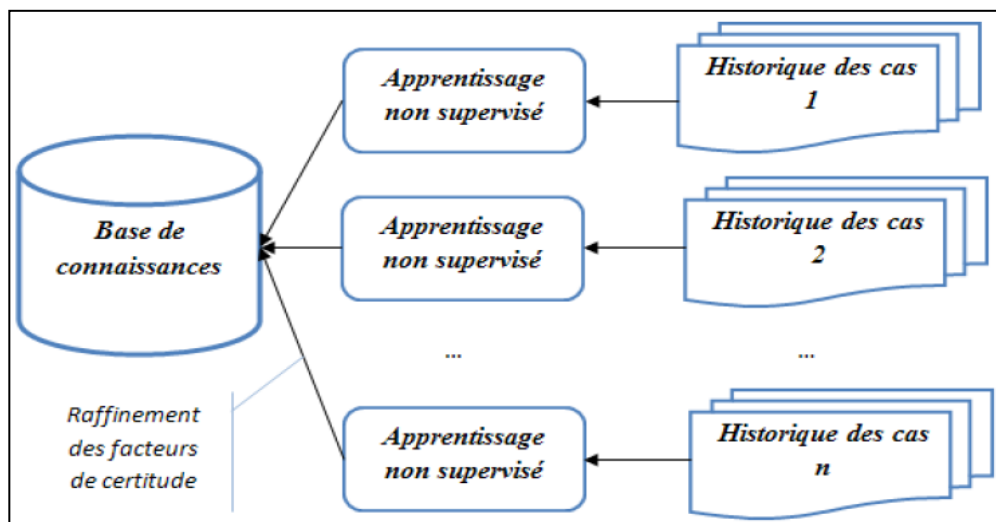 Apprentissage
non supervisé
Historique des cas
1
Base de
connaissances
Apprentissage
non supervisé
Historique des cas
2
...
...
Raffinement
des facteurs
de certitude
Apprentissage
non supervisé
Historique des cas
n